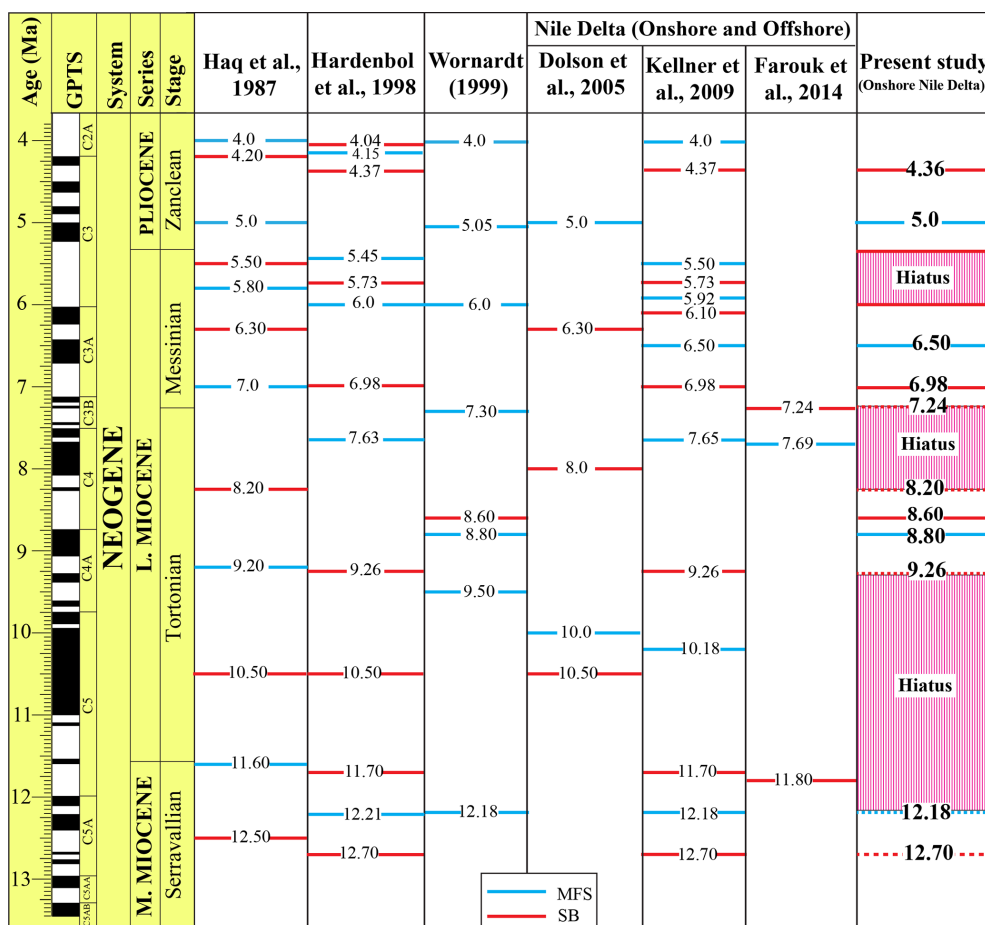 Age (Ma)
GPTS
System
Series
Stage
Haq et al.,
1987
Hardenbol
et al., 1998
Wornardt
(1999)
Nile Delta (Onshore and Offshore)
Dolson et
al., 2005
Kellner et
al., 2009
Farouk et
al., 2014
Present study
(Onshore Nile Delta)
4
5
6
7
8
9
10
11
12
13
C2A
C3
C3A
C3B
C4
C4A
C5
C5A
C5AA
C5AB
NEOGENE
PLIOCENE
L. MIOCENE
M. MIOCENE
Zanclean
Messinian
Tortonian
Serravallian
4.0
4.20
5.0
5.50
5.80
6.30
7.0
8.20
9.20
10.50
11.60
12.50
4.04
4.15
4.37
5.45
5.73
6.0
6.98
7.63
9.26
10.50
11.70
12.21
12.70
4.0
5.05
6.0
7.30
8.60
8.80
9.50
12.18
5.0
6.30
8.0
10.0
10.50
4.0
4.37
5.50
5.73
5.92
6.10
6.50
6.98
7.65
9.26
10.18
11.70
12.18
12.70
7.24
7.69
11.80
4.36
5.0
Hiatus
6.50
6.98
7.24
Hiatus
8.20
8.60
8.80
9.26
Hiatus
12.18
12.70
MFS
SB